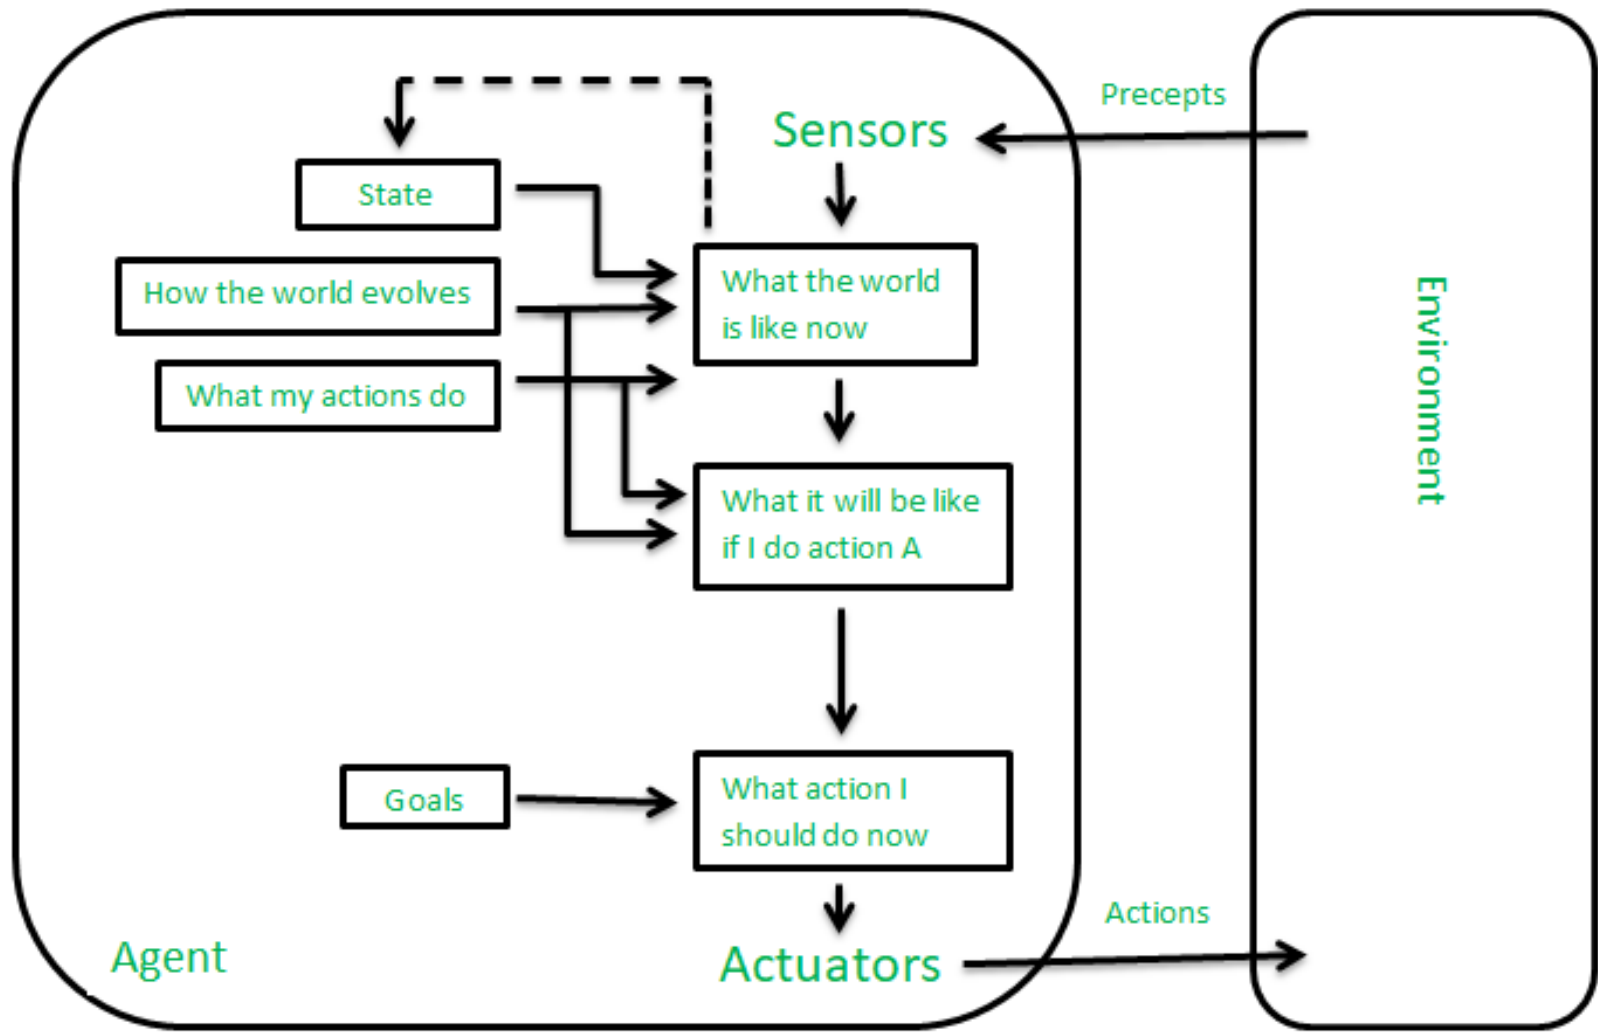 Precepts
Sensors
State
What the world
is like now
How the world evolves
What my actions do
What it will be like
if I do action A
Environment
Goals
What action I
should do now
Actions
Agent
Actuators